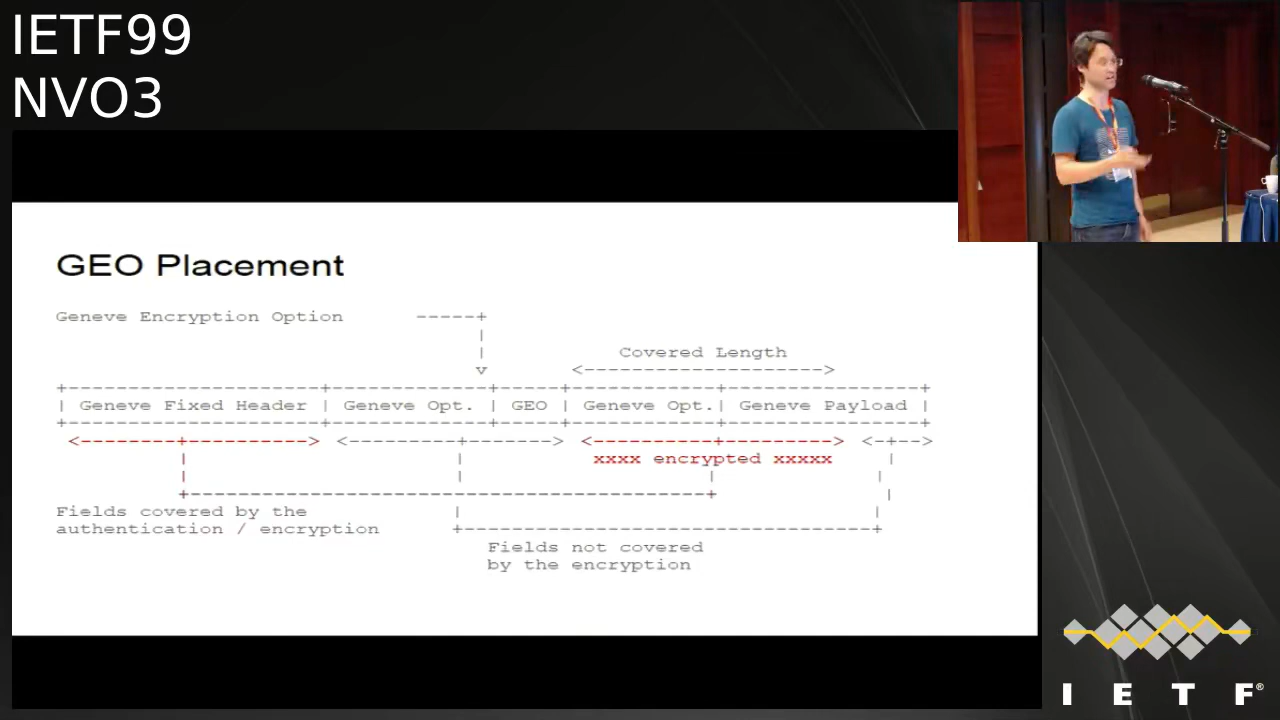 IETF99
NVO3
GEO Placement
Geneve Encryption Option
Covered Length
Geneve Fixed Header | Geneve Opt. | GEO | Geneve Opt. | Geneve Payload
xxxx encrypted xxxxx
Fields covered by the
authentication / encryption
Fields not covered
by the encryption
I E T F®